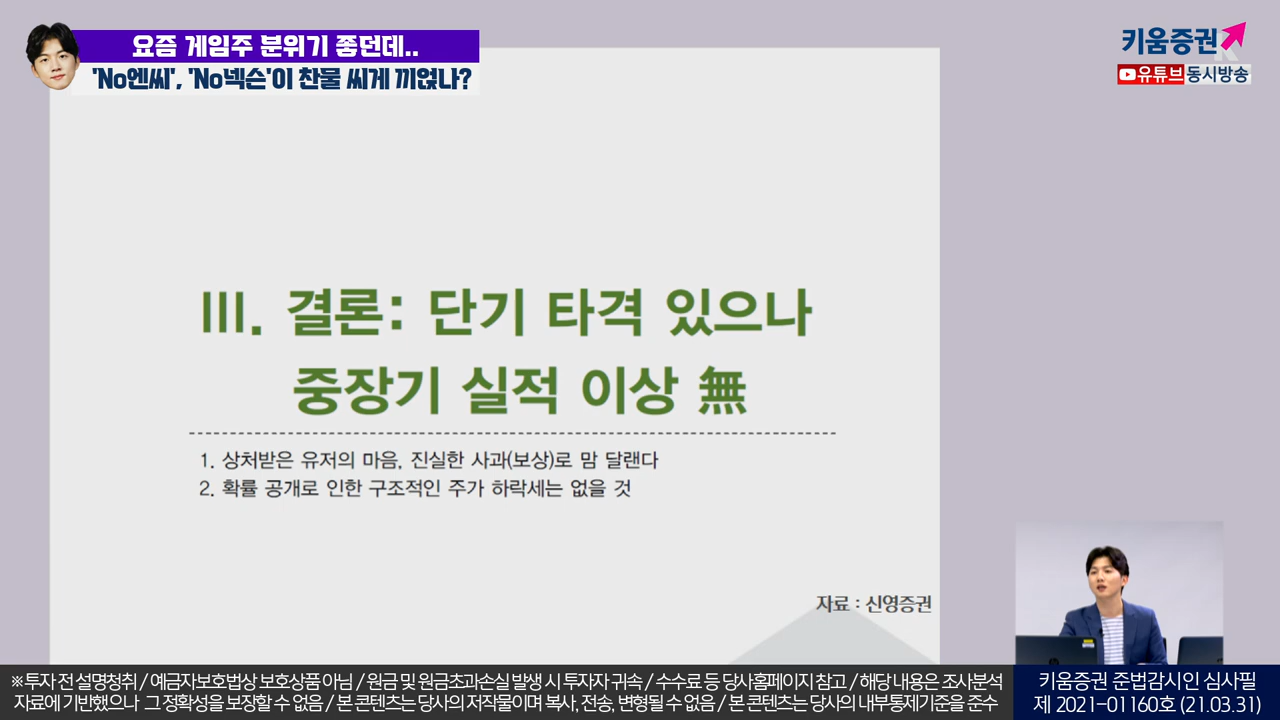 요즘 게임주 분위기 좋던데..
'No엔씨', 'No넥슨'이 찬물 씨게 끼얹나?
키움증권
유튜브동시방송
III. 결론: 단기 타격 있으나
중장기 실적 이상 無
1. 상처받은 유저의 마음, 진실한 사과(보상)로 맘 달랜다
2. 확률 공개로 인한 구조적인 주가 하락세는 없을 것
자료 : 신영증권
※투자 전 설명청취 / 예금자보호법상 보호상품 아님 / 원금 및 원금초과손실 발생 시 투자자 귀속 / 수수료 등 당사홈페이지 참고 / 해당 내용은 조사분석
자료에 기반했으나 그 정확성을 보장할 수 없음 / 본 콘텐츠는 당사의 저작물이며 복사, 전송, 변형될 수 없음 / 본 콘텐츠는 당사의 내부통제기준을 준수
키움증권 준법감시인 심사필
제 2021-01160호 (21.03.31)